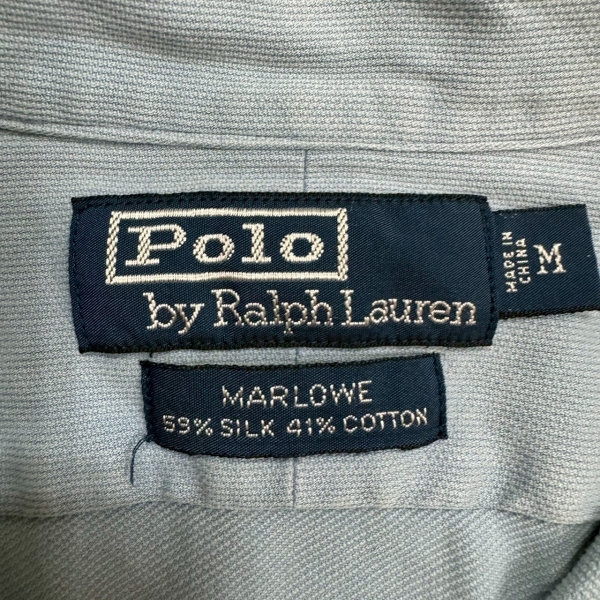 Polo
by Ralph Lauren
MADE IN
CHINA
M
MARLOWE
59% SILK 41% COTTON